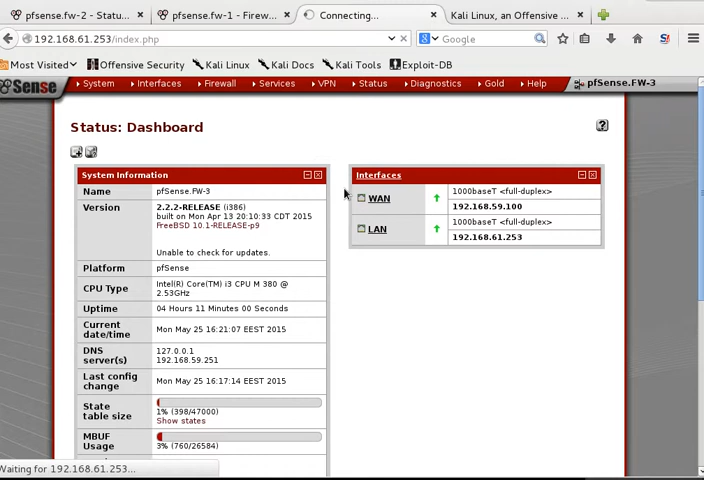 pfsense.fw-2 - Statu...
pfsense.fw-1 - Firew...
Connecting...
Kali Linux, an Offensive ...
192.168.61.253/index.php
Google
Most Visited
Offensive Security
Kali Linux
Kali Docs
Kali Tools
Exploit-DB
Sense
System
Interfaces
Firewall
Services
VPN
Status
Diagnostics
Gold
Help
pfSense.FW-3
Status: Dashboard
System Information
Name
pfSense.FW-3
Version
2.2.2-RELEASE (i386)
built on Mon Apr 13 20:10:33 CDT 2015
FreeBSD 10.1-RELEASE-p9
Unable to check for updates.
Platform
pfSense
CPU Type
Intel(R) Core(TM) i3 CPU M 380 @
2.53GHz
Uptime
04 Hours 11 Minutes 00 Seconds
Current
date/time
Mon May 25 16:21:07 EEST 2015
DNS
server(s)
127.0.0.1
192.168.59.251
Last config
change
Mon May 25 16:17:14 EEST 2015
State
table size
1% (398/47000)
Show states
MBUF
Usage
3% (760/26584)
Interfaces
WAN
1000baseT <full-duplex>
192.168.59.100
LAN
1000baseT <full-duplex>
192.168.61.253
Waiting for 192.168.61.253...